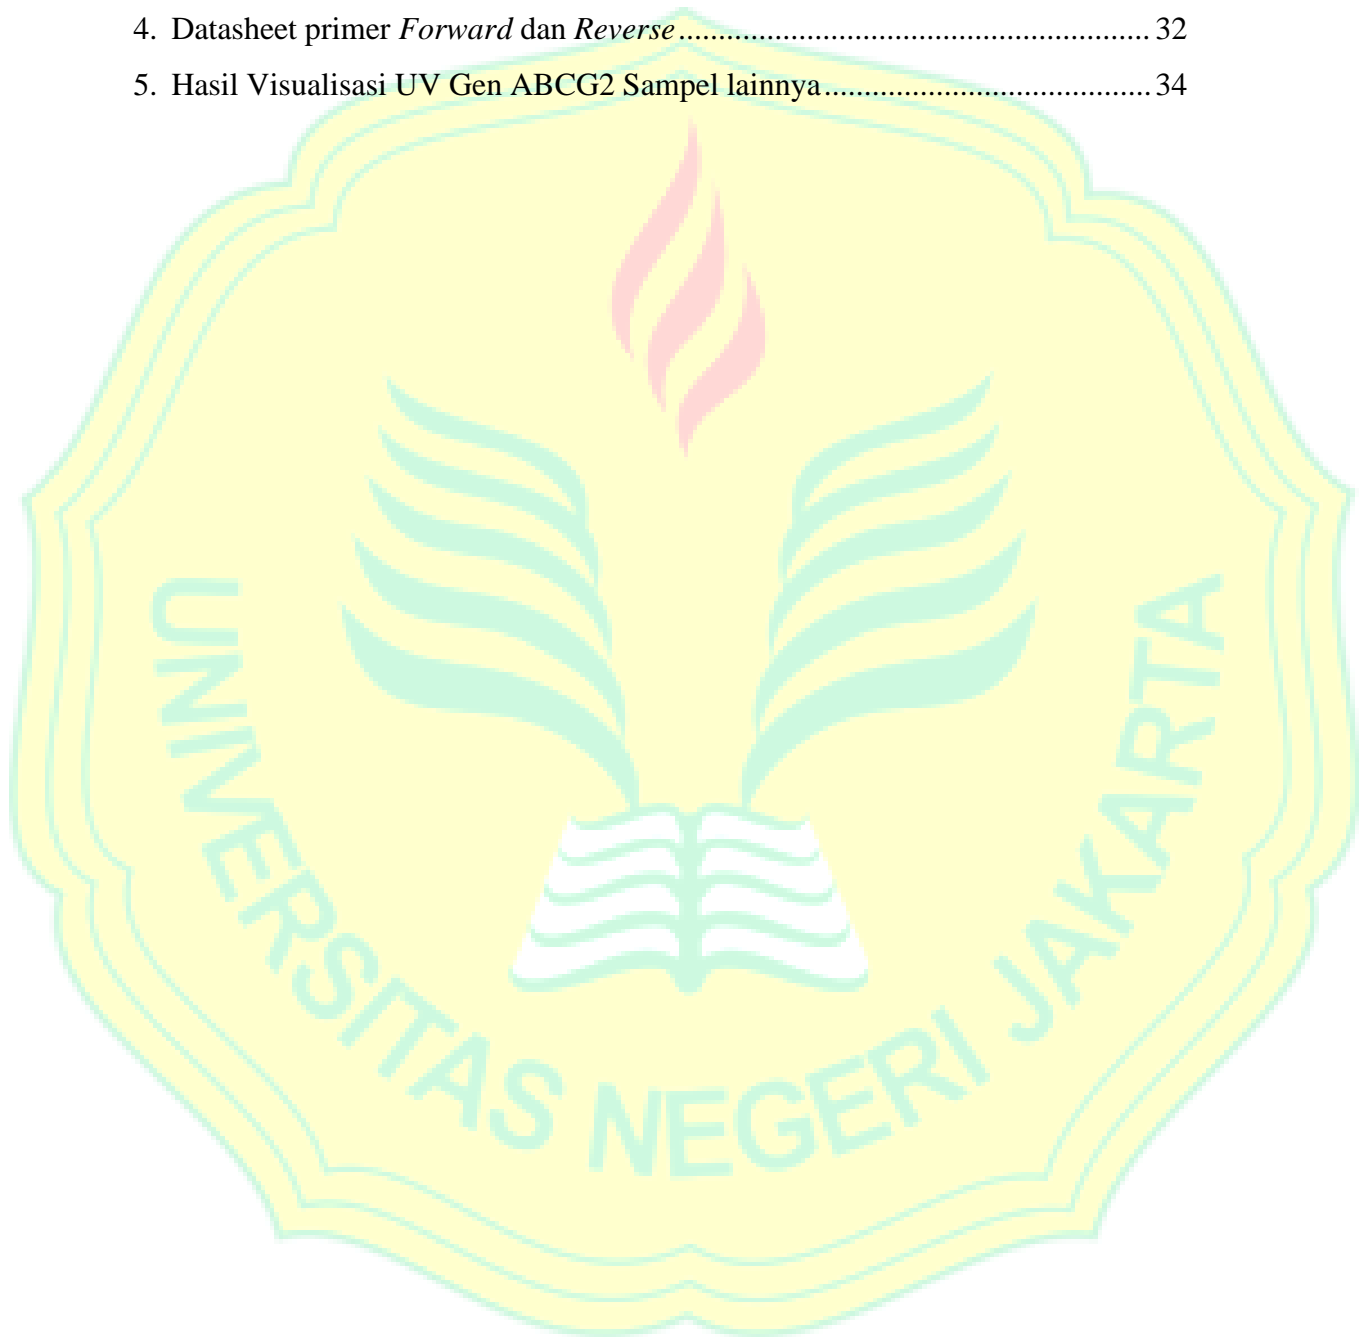 4. Datasheet primer Forward dan Reverse........................................................... 32
5. Hasil Visualisasi UV Gen ABCG2 Sampel lainnya......................................... 34
UNIVERSITAS NEGERI JAKARTA